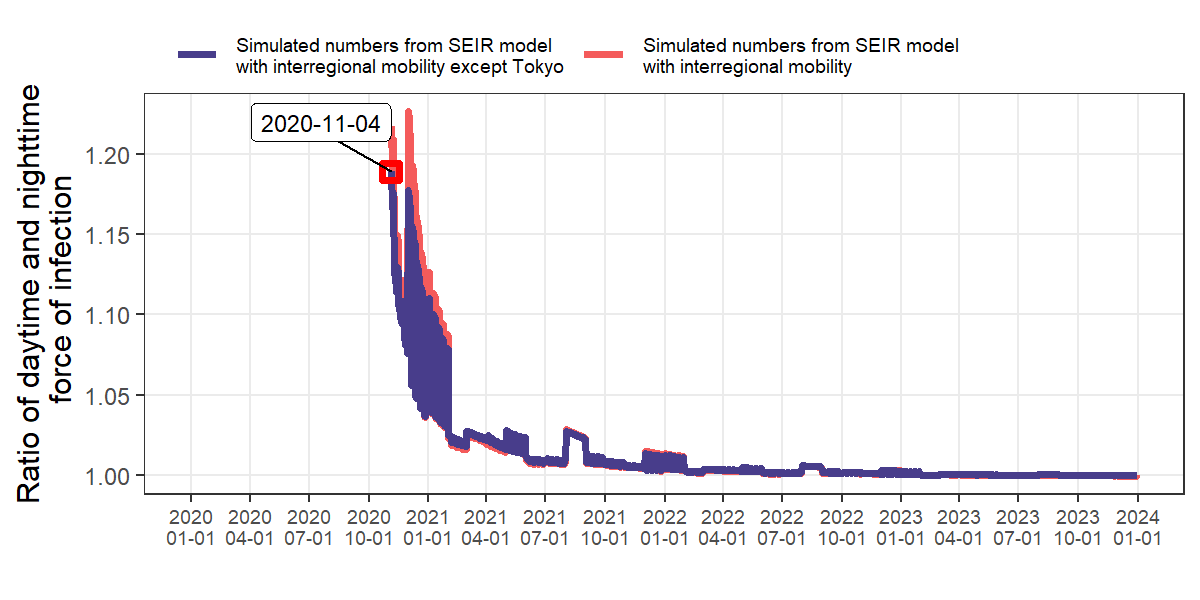 Simulated numbers from SEIR model
with interregional mobility except Tokyo
Simulated numbers from SEIR model
with interregional mobility
Ratio of daytime and nighttime
force of infection
2020-11-04
1.20
1.15
1.10
1.05
1.00
2020 2020 2020 2020 2021 2021 2021 2021 2022 2022 2022 2022 2023 2023 2023 2023 2024
01-01 04-01 07-01 10-01 01-01 04-01 07-01 10-01 01-01 04-01 07-01 10-01 01-01 04-01 07-01 10-01 01-01